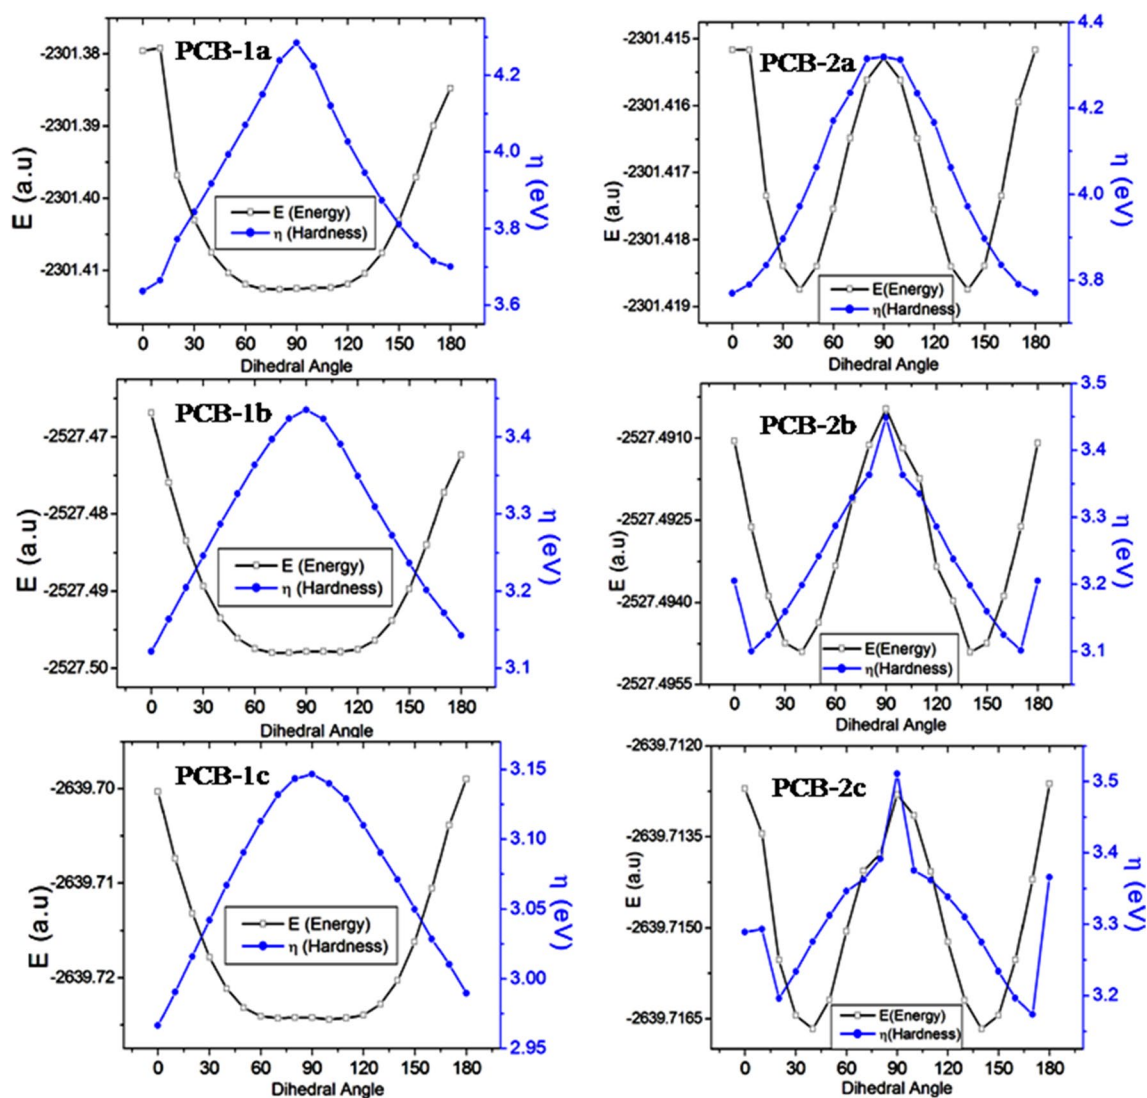 PCB-1a
E (a.u)
-2301.38
-2301.39
-2301.40
-2301.41
4.2
4.0
3.8
3.6
η (eV)
E (Energy)
η (Hardness)
0 30 60 90 120 150 180
Dihedral Angle
PCB-2a
E (a.u)
-2301.415
-2301.416
-2301.417
-2301.418
-2301.419
4.4
4.2
4.0
3.8
η (eV)
E(Energy)
η(Hardness)
0 30 60 90 120 150 180
Dihedral Angle
PCB-1b
E (a.u)
-2527.47
-2527.48
-2527.49
-2527.50
3.4
3.3
3.2
3.1
η (eV)
E (Energy)
η (Hardness)
0 30 60 90 120 150 180
Dihedral Angle
PCB-2b
E (a.u)
-2527.4910
-2527.4925
-2527.4940
-2527.4955
3.5
3.4
3.3
3.2
3.1
η (eV)
E(Energy)
η(Hardness)
0 30 60 90 120 150 180
Dihedral Angle
PCB-1c
E (a.u)
-2639.70
-2639.71
-2639.72
3.15
3.10
3.05
3.00
2.95
η (eV)
E (Energy)
η (Hardness)
0 30 60 90 120 150 180
Dihedral Angle
PCB-2c
E (a.u)
-2639.7120
-2639.7135
-2639.7150
-2639.7165
3.5
3.4
3.3
3.2
η (eV)
E(Energy)
η(Hardness)
0 30 60 90 120 150 180
Dihedral Angle